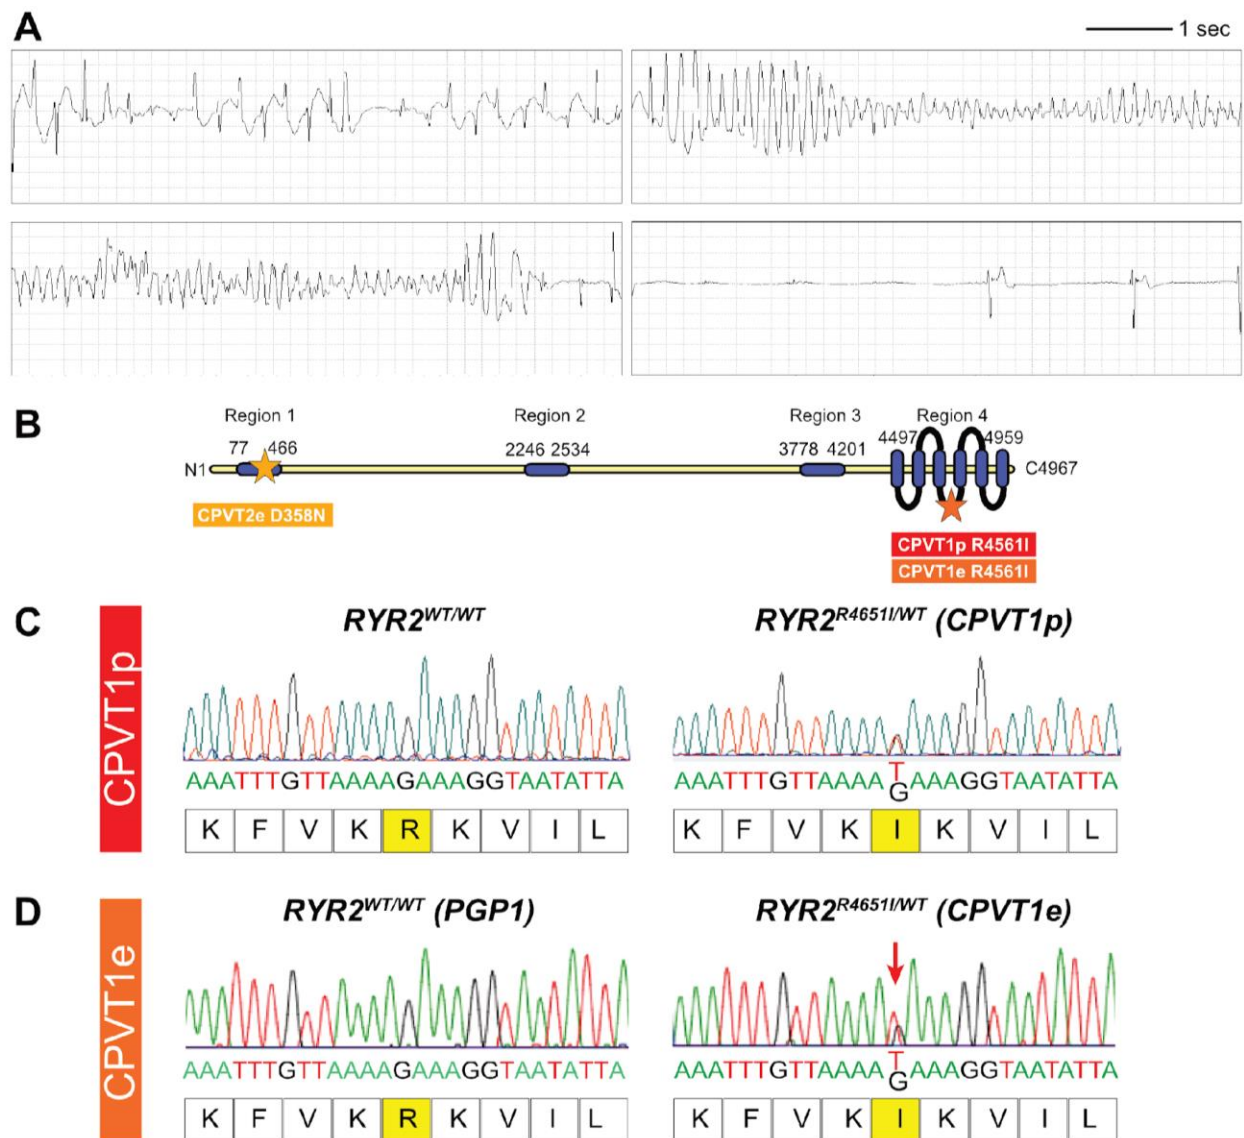 A
1 sec
B
Region 1 Region 2 Region 3 Region 4
77 466 2246 2534 3778 4201 4497 4959
N1 C4967
CPVT2e D358N
CPVT1p R4561I
CPVT1e R4561I
C
CPVT1p
RYR2WT/WT RYR2R4651I/WT (CPVT1p)
AAATTTGTTAAAAGAAAGGTAATATTA AAATTTGTTAAAATGAAAGGTAATATTA
K F V K R K V I L K F V K I K V I L
D
CPVT1e
RYR2WT/WT (PGP1) RYR2R4651I/WT (CPVT1e)
AAATTTGTTAAAAGAAAGGTAATATTA AAATTTGTTAAAATGAAAGGTAATATTA
K F V K R K V I L K F V K I K V I L